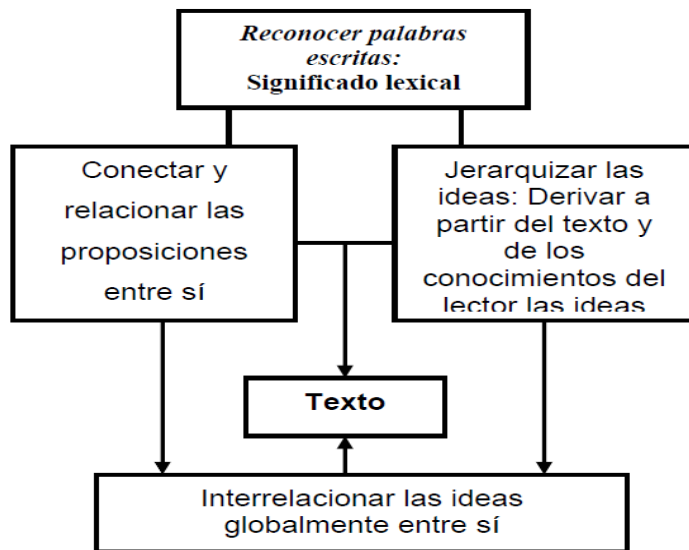 Reconocer palabras
escritas:
Significado lexical
Conectar y
relacionar las
proposiciones
entre sí
Jerarquizar las
ideas: Derivar a
partir del texto y
de los
conocimientos del
lector las ideas
Texto
Interrelacionar las ideas
globalmente entre sí